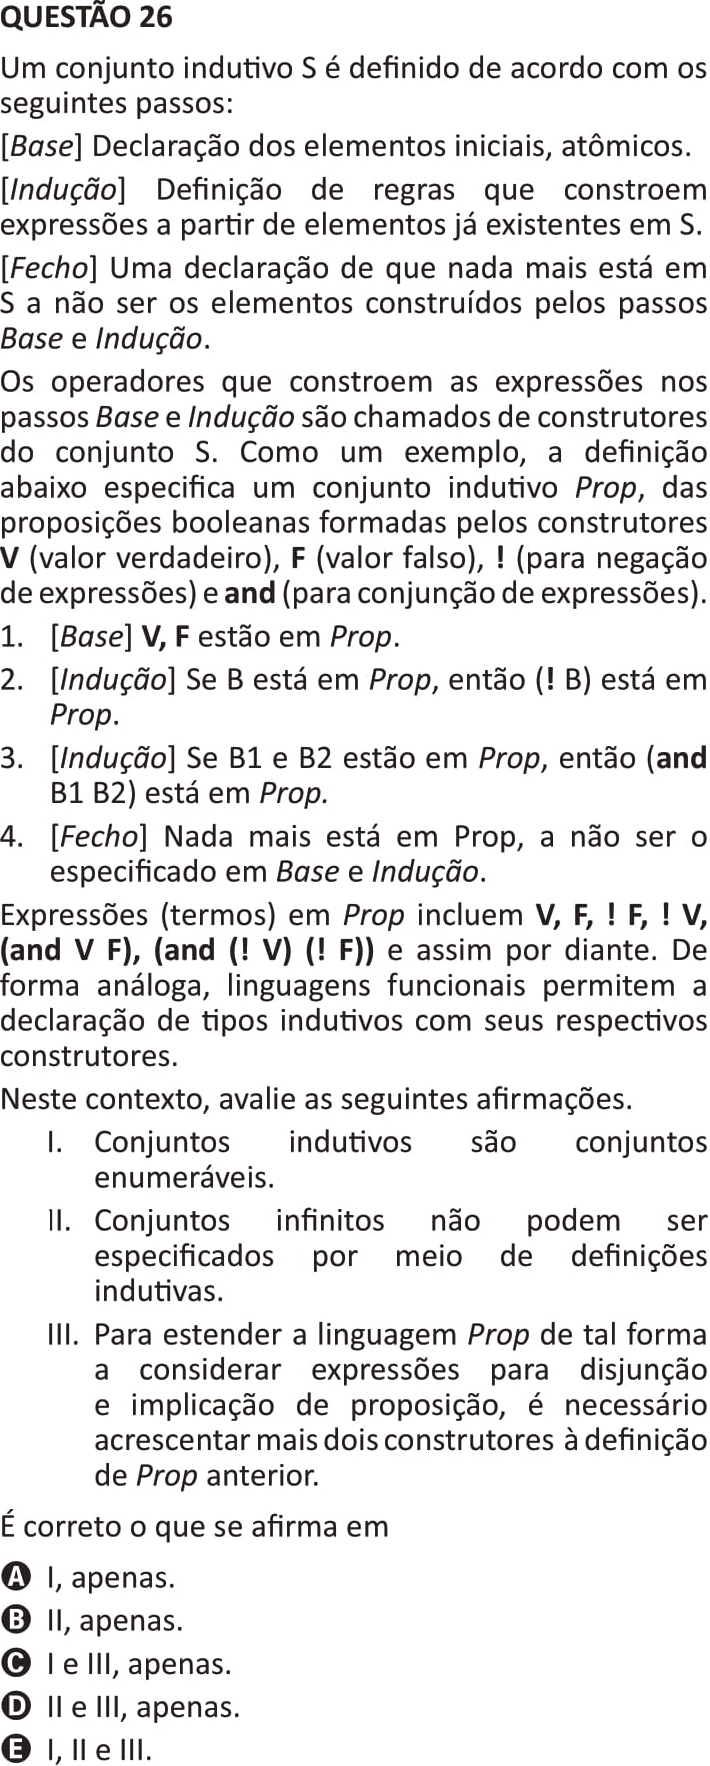 QUESTÃO 26
Um conjunto indutivo S é definido de acordo com os
seguintes passos:
[Base] Declaração dos elementos iniciais, atômicos.
[Indução] Definição de regras que constroem
expressões a partir de elementos já existentes em S.
[Fecho] Uma declaração de que nada mais está em
S a não ser os elementos construídos pelos passos
Base e Indução.
Os operadores que constroem as expressões nos
passos Base e Indução são chamados de construtores
do conjunto S. Como um exemplo, a definição
abaixo especifica um conjunto indutivo Prop, das
proposições booleanas formadas pelos construtores
V (valor verdadeiro), F (valor falso), ! (para negação
de expressões) e and (para conjunção de expressões).
1. [Base] V, F estão em Prop.
2. [Indução] Se B está em Prop, então (! B) está em
Prop.
3. [Indução] Se B1 e B2 estão em Prop, então (and
B1 B2) está em Prop.
4. [Fecho] Nada mais está em Prop, a não ser o
especificado em Base e Indução.
Expressões (termos) em Prop incluem V, F, ! F, ! V,
(and V F), (and (! V) (! F)) e assim por diante. De
forma análoga, linguagens funcionais permitem a
declaração de tipos indutivos com seus respectivos
construtores.
Neste contexto, avalie as seguintes afirmações.
I. Conjuntos indutivos são conjuntos
enumeráveis.
II. Conjuntos infinitos não podem ser
especificados por meio de definições
indutivas.
III. Para estender a linguagem Prop de tal forma
a considerar expressões para disjunção
e implicação de proposição, é necessário
acrescentar mais dois construtores à definição
de Prop anterior.
É correto o que se afirma em
A I, apenas.
B II, apenas.
C I e III, apenas.
D II e III, apenas.
E I, II e III.